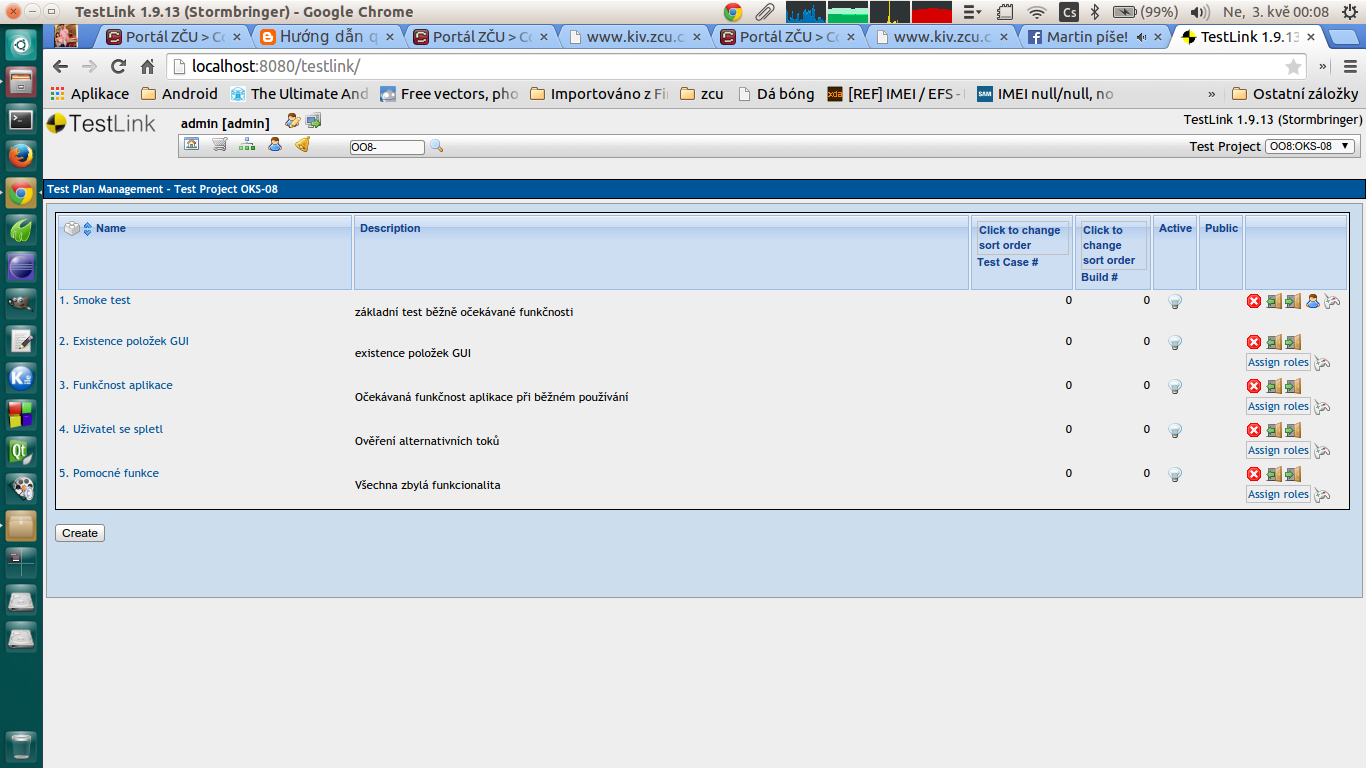 TestLink 1.9.13 (Stormbringer) - Google Chrome
Cs
(99%)
Ne, 3. kvě 00:08
Portál ZČU > Co
Hướng dẫn q
Portál ZČU > Co
www.kiv.zcu.c
Portál ZČU > Co
www.kiv.zcu.c
Martin píše!
TestLink 1.9.13
localhost:8080/testlink/
»
Aplikace
Android
The Ultimate And
Free vectors, pho
Importováno z Fi
zcu
Dá bóng
xda
[REF] IMEI / EFS -
SAM
IMEI null/null, no
»
Ostatní záložky
TestLink
admin [admin]
TestLink 1.9.13 (Stormbringer)
OO8-
Test Project
OO8:OKS-08
Test Plan Management - Test Project OKS-08
Name
Description
Click to change sort order
Test Case #
Click to change sort order
Build #
Active
Public
1. Smoke test
základní test běžně očekávané funkčnosti
0
0
2. Existence položek GUI
existence položek GUI
0
0
Assign roles
3. Funkčnost aplikace
Očekávaná funkčnost aplikace při běžném používání
0
0
Assign roles
4. Uživatel se spletl
Ověření alternativních toků
0
0
Assign roles
5. Pomocné funkce
Všechna zbylá funkcionalita
0
0
Assign roles
Create